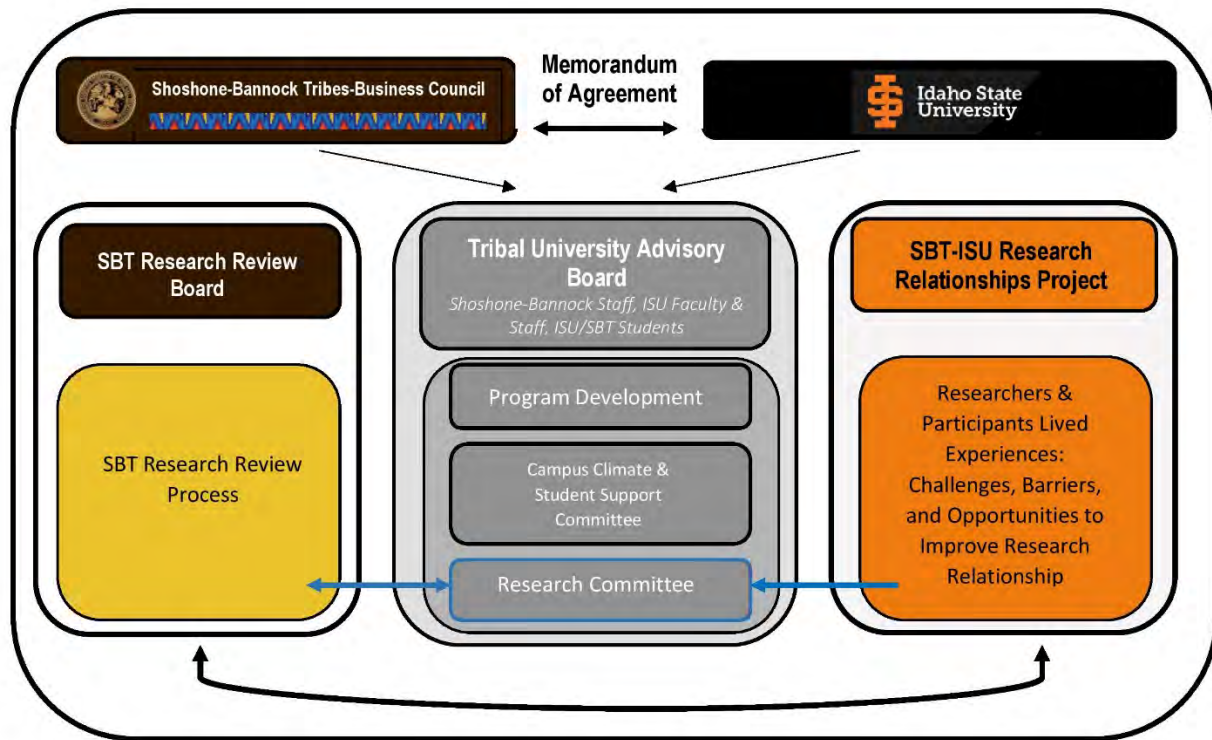 Shoshone-Bannock Tribes-Business Council
Memorandum
of Agreement
Idaho State
University
SBT Research Review
Board
SBT Research Review
Process
Tribal University Advisory
Board
Shoshone-Bannock Staff, ISU Faculty &
Staff, ISU/SBT Students
Program Development
Campus Climate &
Student Support
Committee
Research Committee
SBT-ISU Research
Relationships Project
Researchers &
Participants Lived
Experiences:
Challenges, Barriers,
and Opportunities to
Improve Research
Relationship